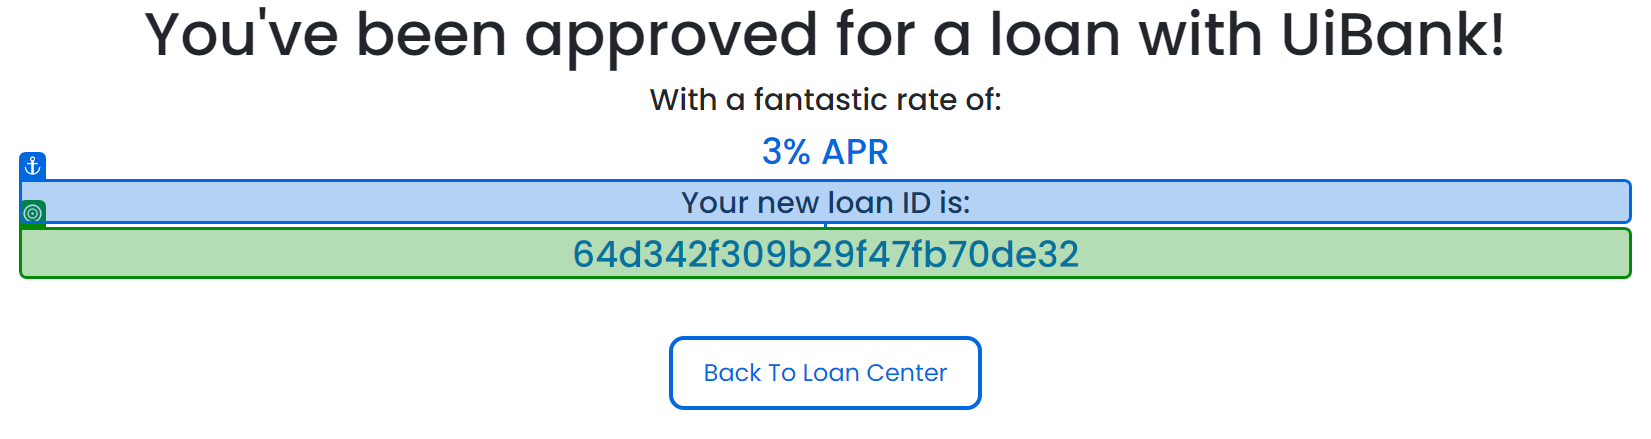 You've been approved for a loan with UiBank!
With a fantastic rate of:
3% APR
Your new loan ID is:
64d342f309b29f47fb70de32
Back To Loan Center